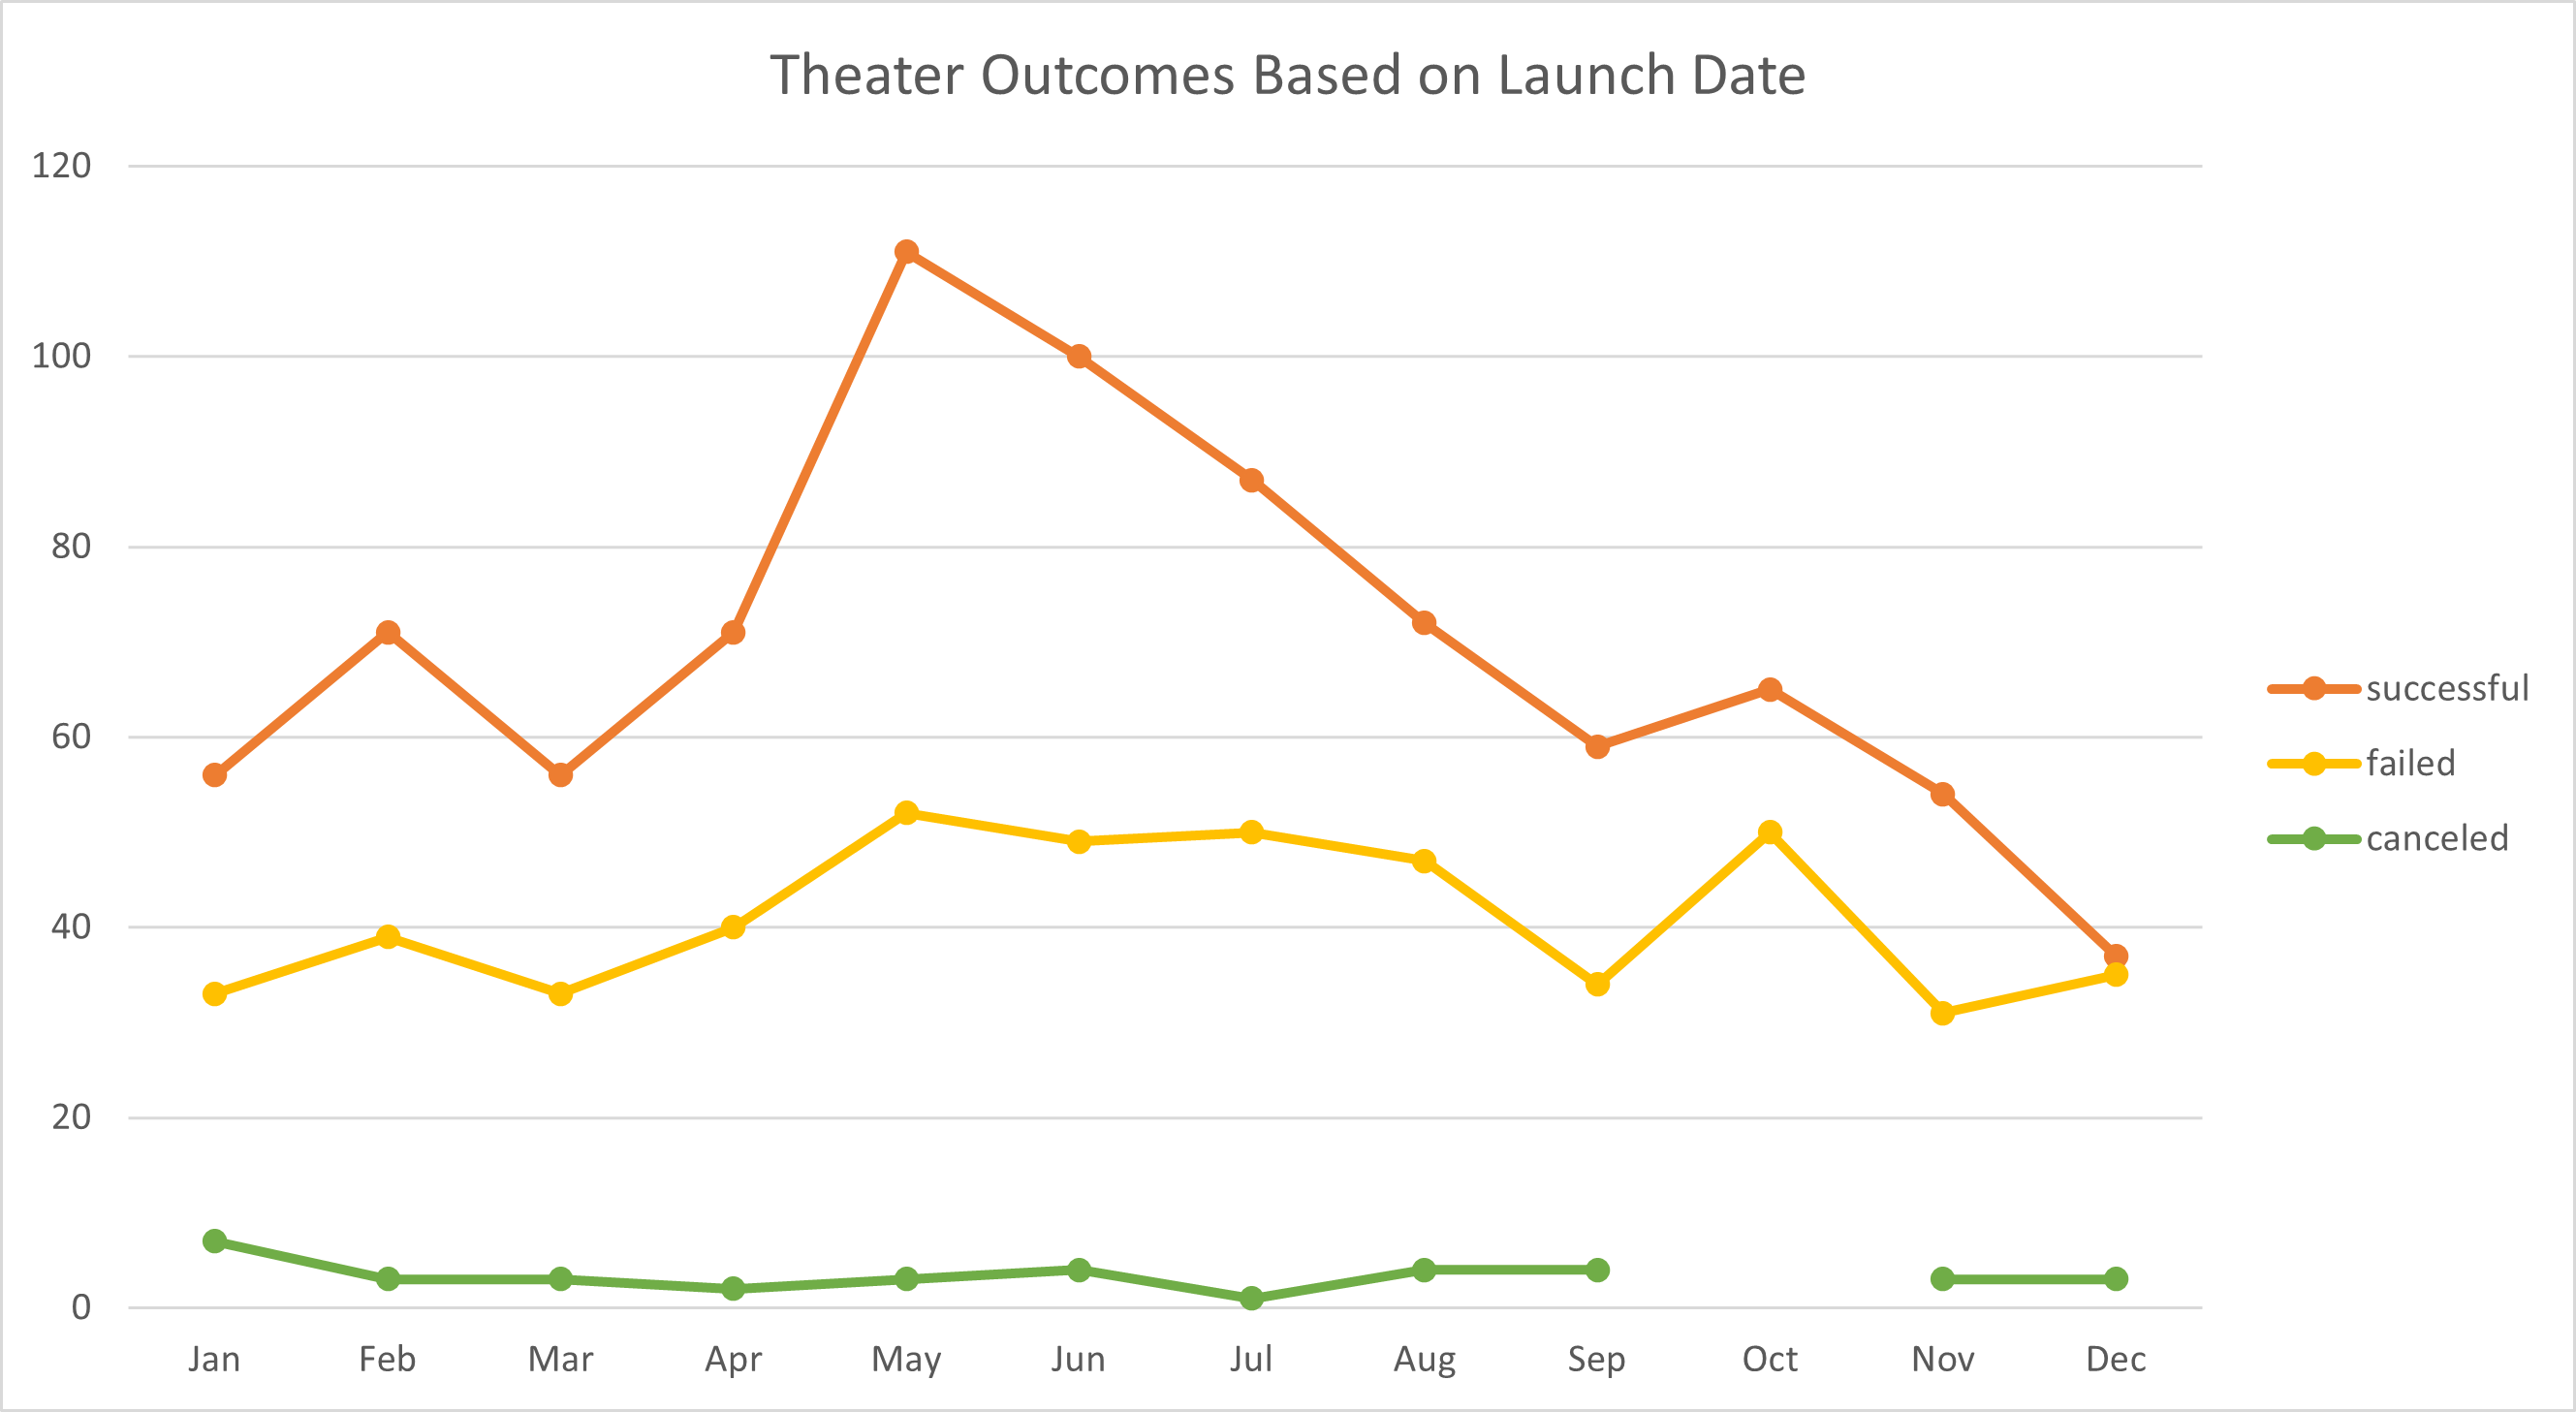 Theater Outcomes Based on Launch Date
120
100
80
60
40
20
0
Jan Feb Mar Apr May Jun Jul Aug Sep Oct Nov Dec
successful
failed
canceled